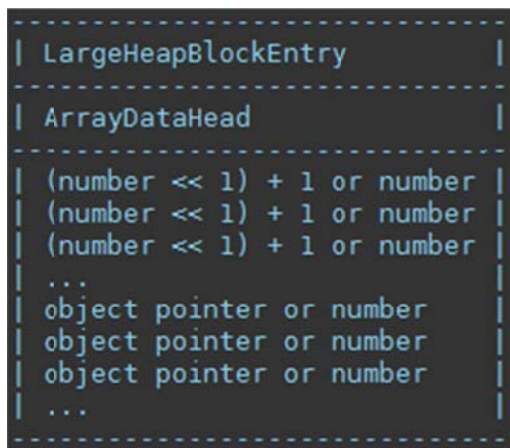 ---------------------------------
| LargeHeapBlockEntry |
---------------------------------
| ArrayDataHead |
---------------------------------
| (number << 1) + 1 or number |
| (number << 1) + 1 or number |
| (number << 1) + 1 or number |
| ... |
| object pointer or number |
| object pointer or number |
| object pointer or number |
| ... |
---------------------------------